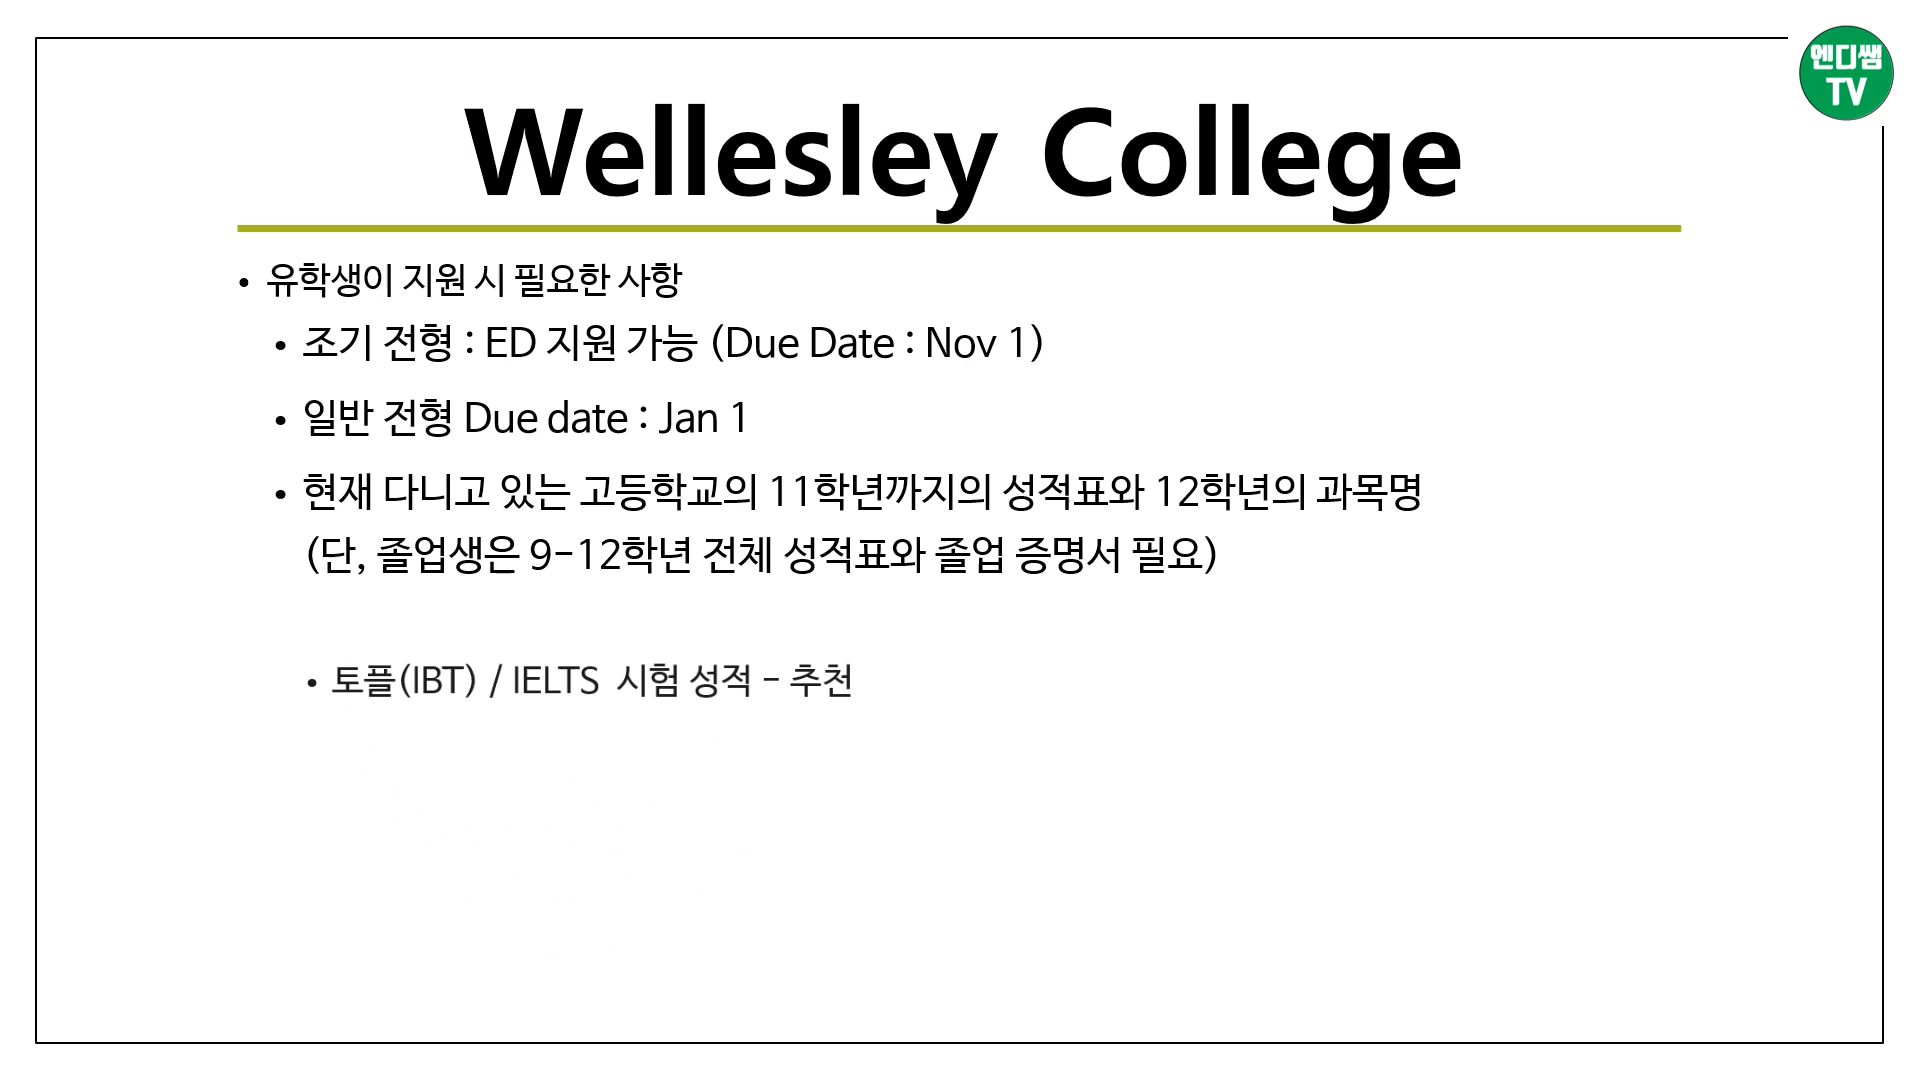 엔디쌤
TV
Wellesley College
• 유학생이 지원 시 필요한 사항
• 조기 전형 : ED 지원 가능 (Due Date : Nov 1)
• 일반 전형 Due date : Jan 1
• 현재 다니고 있는 고등학교의 11학년까지의 성적표와 12학년의 과목명
(단, 졸업생은 9-12학년 전체 성적표와 졸업 증명서 필요)
• 토플(IBT) / IELTS 시험 성적 - 추천